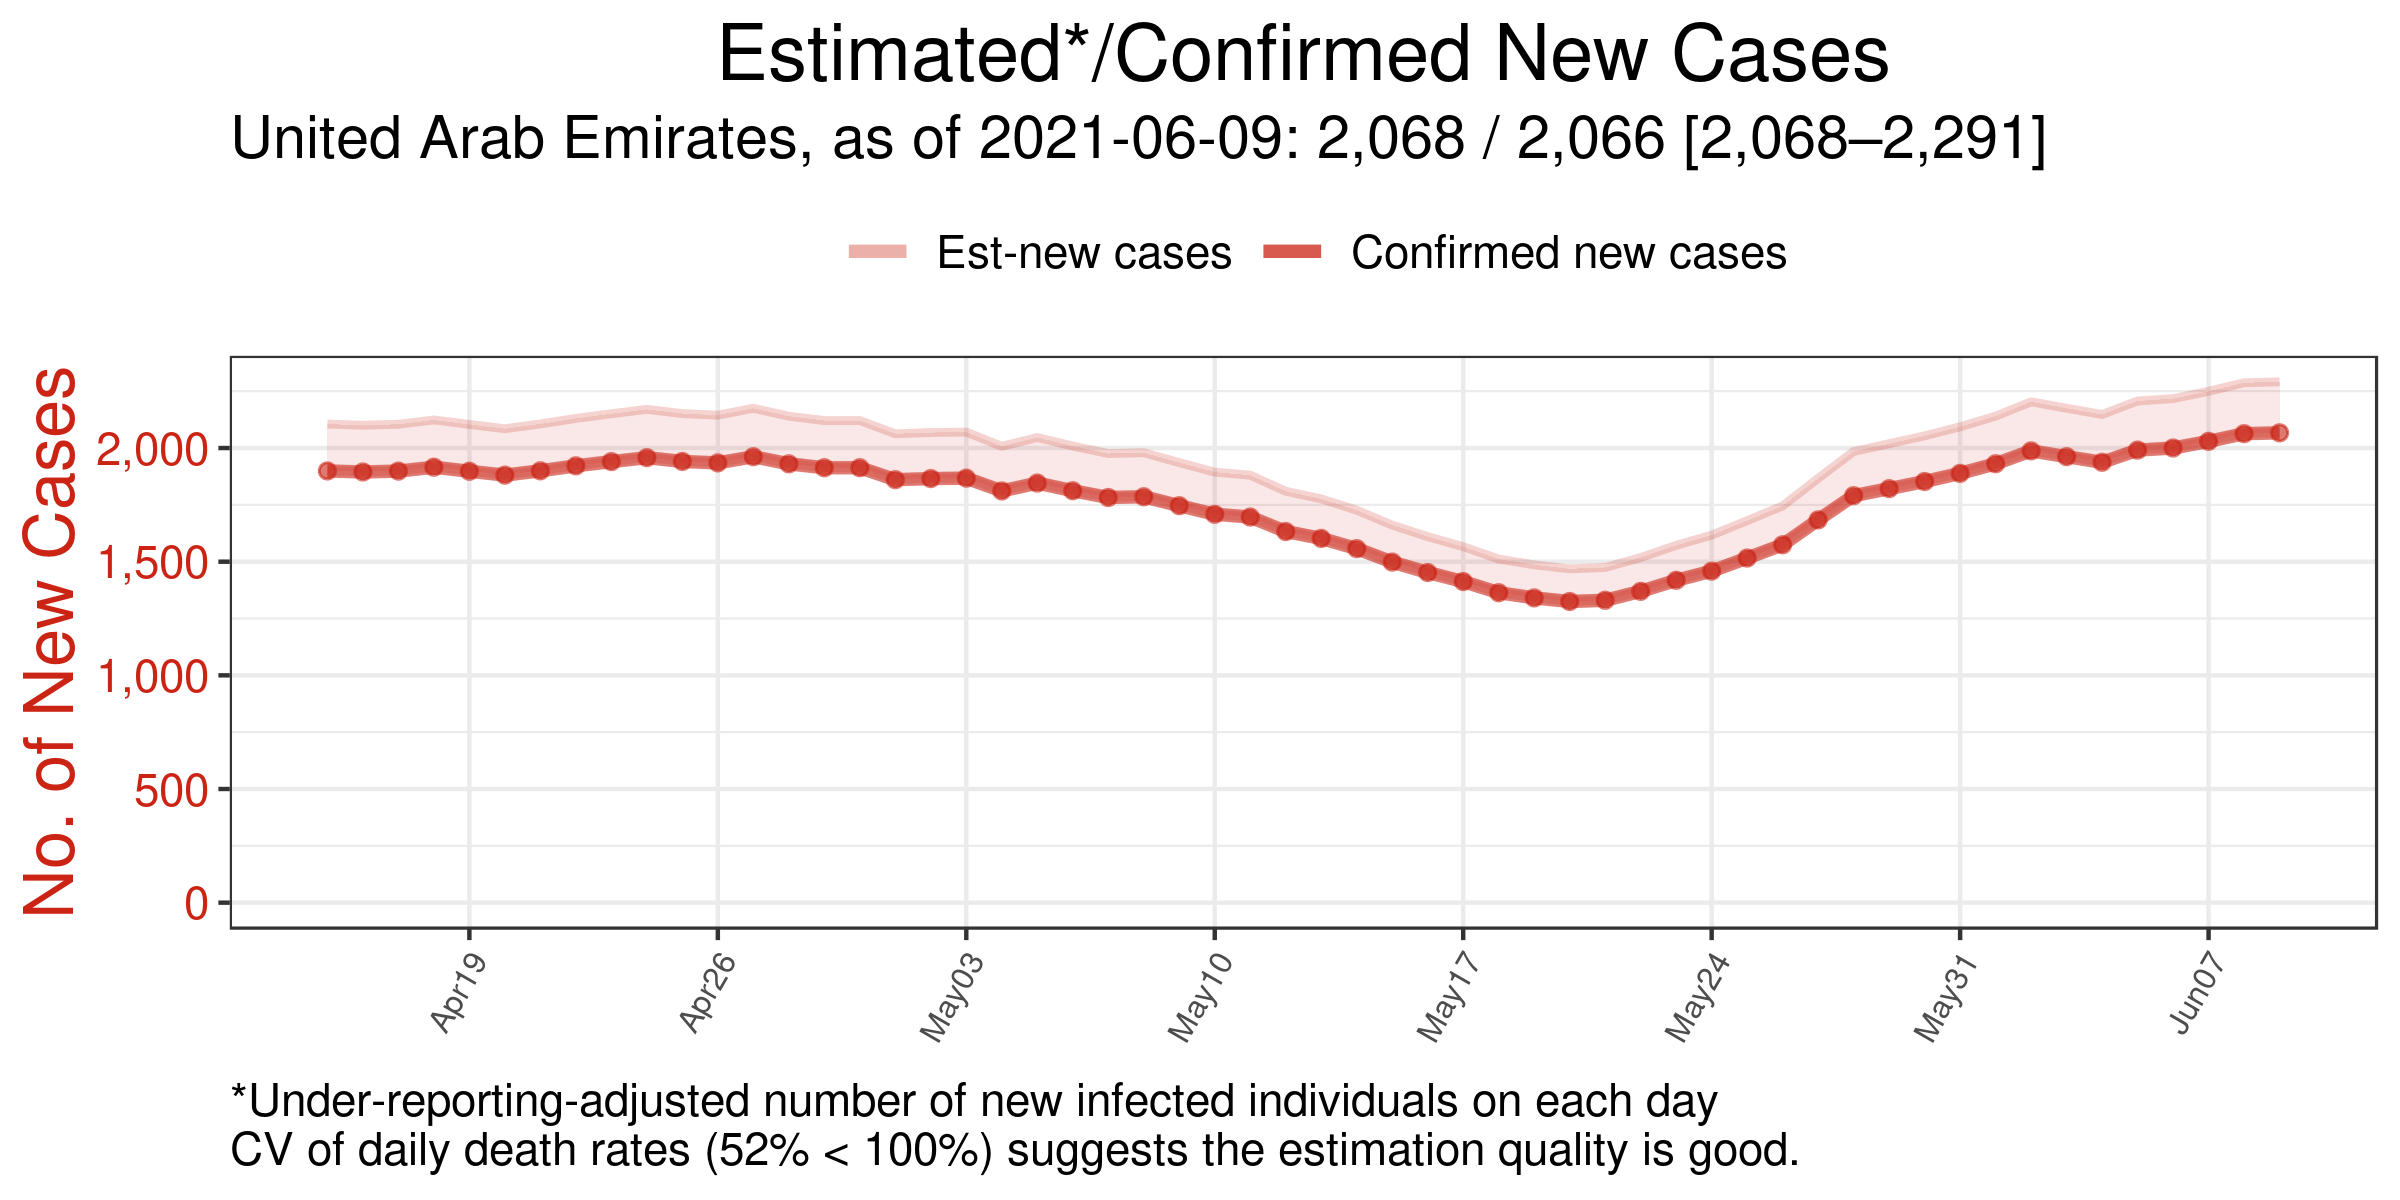 Estimated*/Confirmed New Cases
United Arab Emirates, as of 2021-06-09: 2,068 / 2,066 [2,068–2,291]
Est-new cases
Confirmed new cases
No. of New Cases
2,000
1,500
1,000
500
0
Apr19
Apr26
May03
May10
May17
May24
May31
Jun07
*Under-reporting-adjusted number of new infected individuals on each day
CV of daily death rates (52% < 100%) suggests the estimation quality is good.